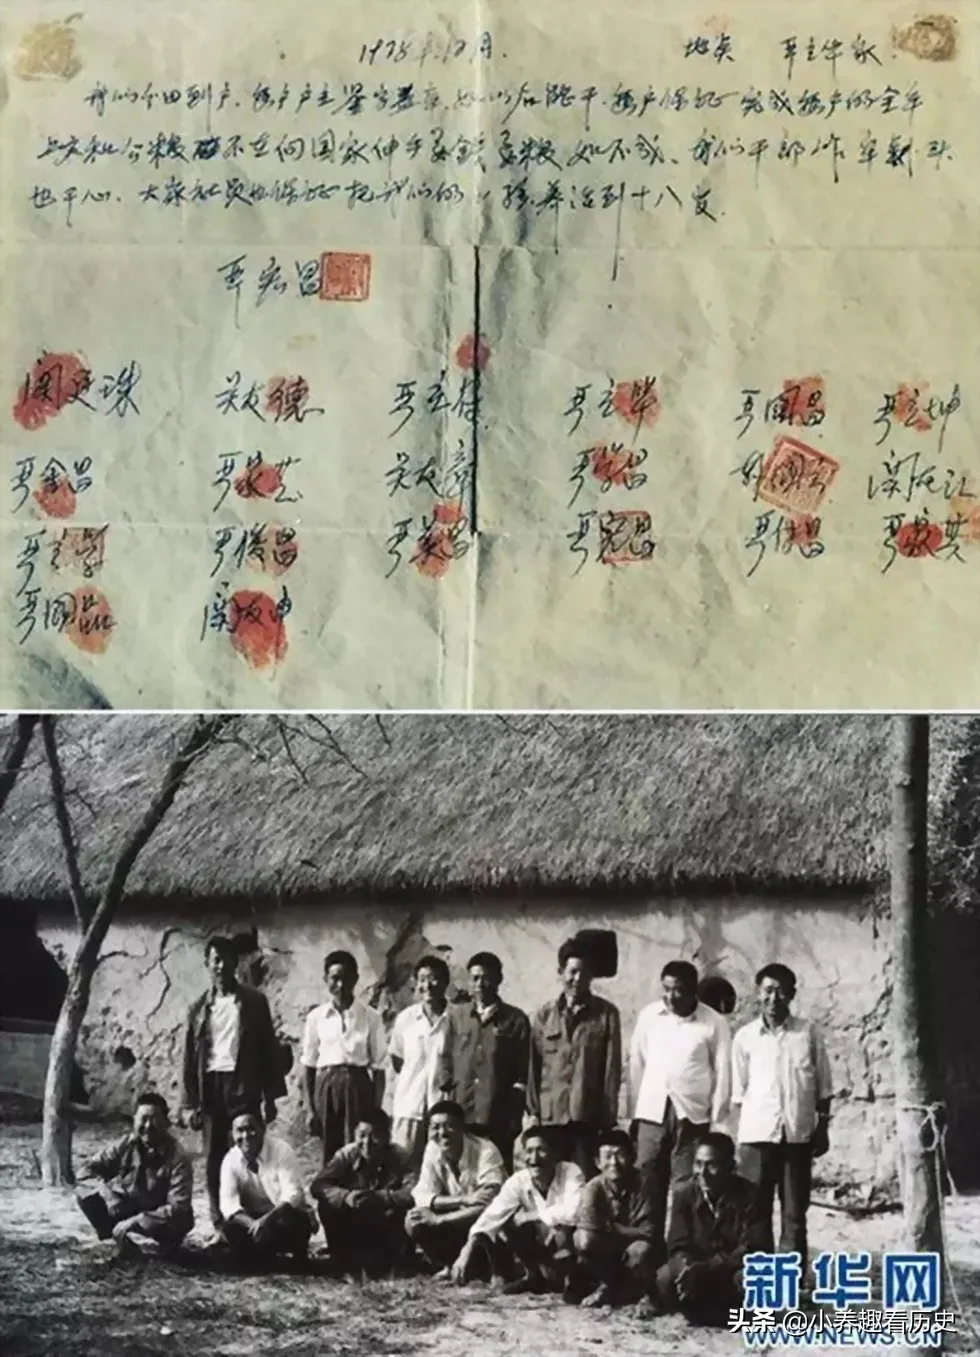 1978年12月. 地点 严立华家.
我们分田到户,每户户主签字盖章,如以后能干,每户保证完成每户的全年
上交和公粮 不在向国家伸手要钱要粮 如不成、我们干部作牢刹头
也干心、大家社员也保证把我们的小孩养活到十八岁.
严宏昌
关友德 严立符 严立华 严国昌 严立坤
严金昌 严家芝 关友章 严学昌 韩国云 关友江
严立学 严俊昌 严美昌 严宏昌 严付昌 严家其
严国品 关友坤
新华网
头条 @小养趣看历史
WWW.NEWS.CN